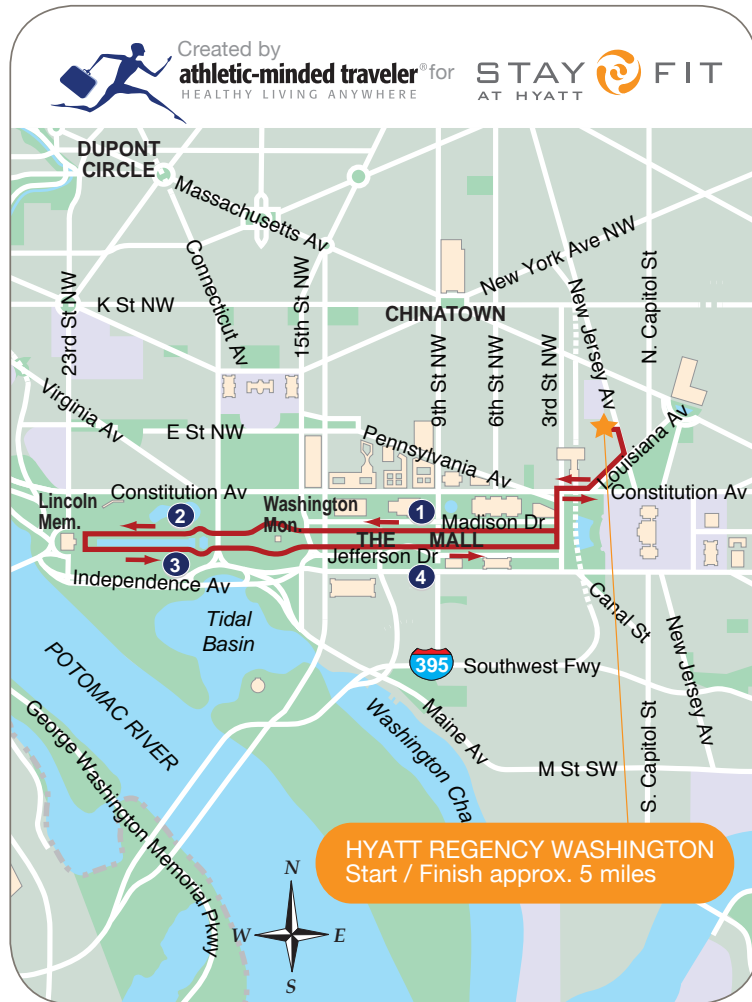 Created by
athletic-minded traveler® for
HEALTHY LIVING ANYWHERE
STAY FIT
AT HYATT
DUPONT
CIRCLE
Massachusetts Av
Connecticut Av
New York Ave NW
New Jersey Av
N. Capitol St
23rd St NW
K St NW
15th St NW
CHINATOWN
9th St NW
6th St NW
3rd St NW
Virginia Av
E St NW
Pennsylvania Av
Louisiana Av
Lincoln
Mem.
Constitution Av
2
Washington
Mon.
1
Madison Dr
Constitution Av
THE MALL
3
Jefferson Dr
4
Independence Av
Tidal
Basin
Canal St
New Jersey Av
395
Southwest Fwy
POTOMAC RIVER
George Washington Memorial Pkwy
Washington Cha
Maine Av
M St SW
S. Capitol St
HYATT REGENCY WASHINGTON
Start / Finish approx. 5 miles
N
W E
S